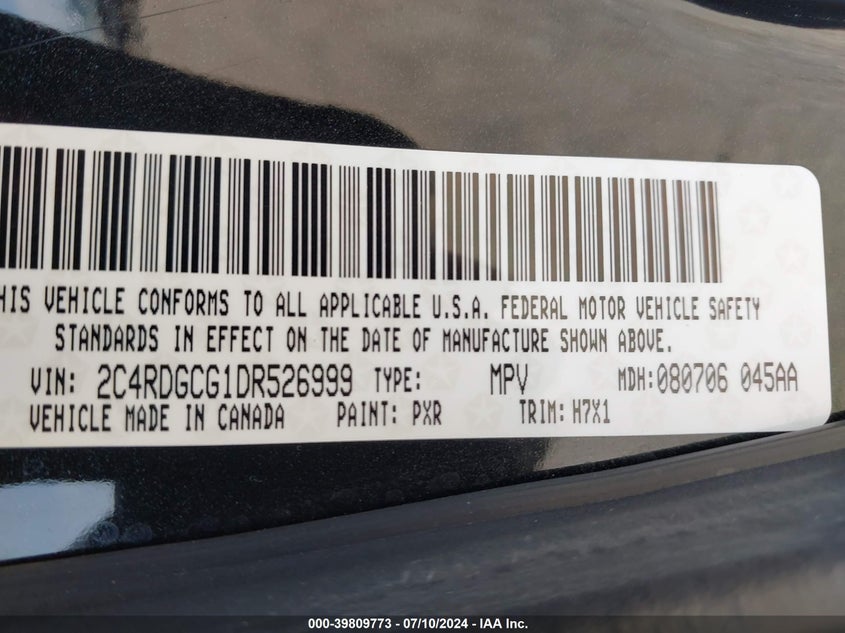 THIS VEHICLE CONFORMS TO ALL APPLICABLE U.S.A. FEDERAL MOTOR VEHICLE SAFETY
STANDARDS IN EFFECT ON THE DATE OF MANUFACTURE SHOWN ABOVE.
VIN: 2C4RDGCG1DR526999 TYPE: MPV MDH:080706 045AA
VEHICLE MADE IN CANADA PAINT: PXR TRIM: H7X1
000-39809773 - 07/10/2024 - IAA Inc.